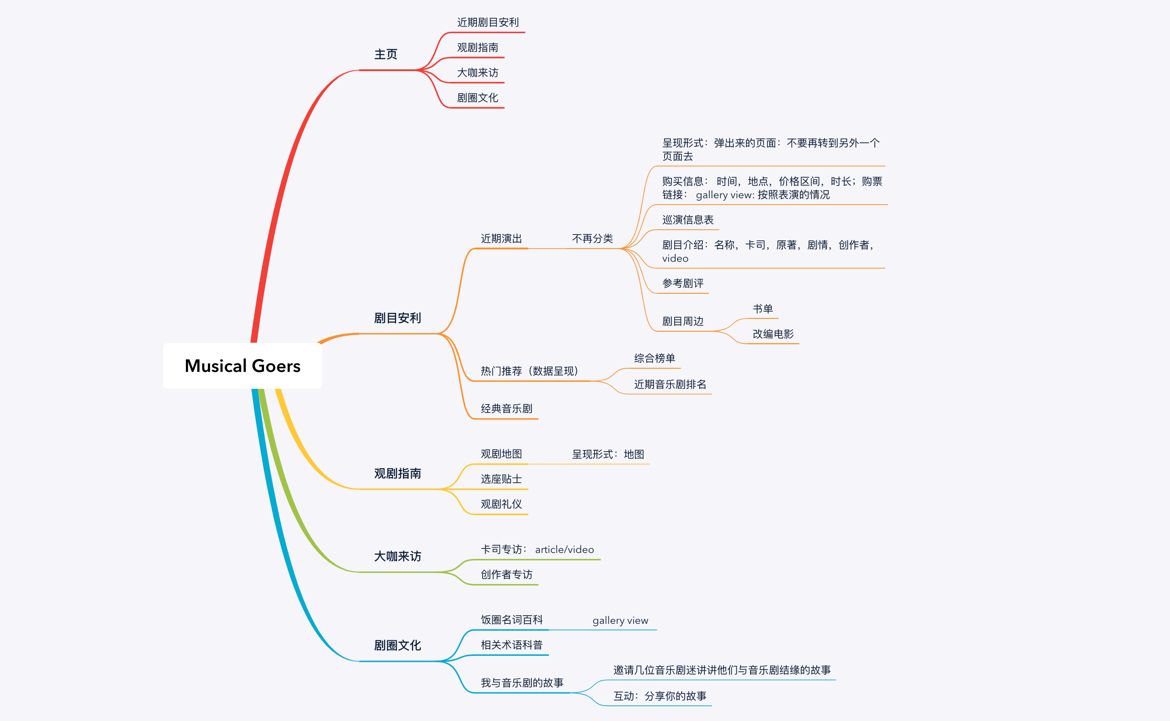 Musical Goers
主页
近期剧目安利
观剧指南
大咖来访
剧圈文化
剧目安利
近期演出
不再分类
呈现形式：弹出来的页面：不要再转到另外一个
页面去
购买信息： 时间，地点，价格区间，时长；购票
链接： gallery view: 按照表演的情况
巡演信息表
剧目介绍：名称，卡司，原著，剧情，创作者，
video
参考剧评
剧目周边
书单
改编电影
热门推荐（数据呈现）
综合榜单
近期音乐剧排名
经典音乐剧
观剧指南
观剧地图
呈现形式：地图
选座贴士
观剧礼仪
大咖来访
卡司专访： article/video
创作者专访
剧圈文化
饭圈名词百科
gallery view
相关术语科普
我与音乐剧的故事
邀请几位音乐剧迷讲讲他们与音乐剧结缘的故事
互动：分享你的故事